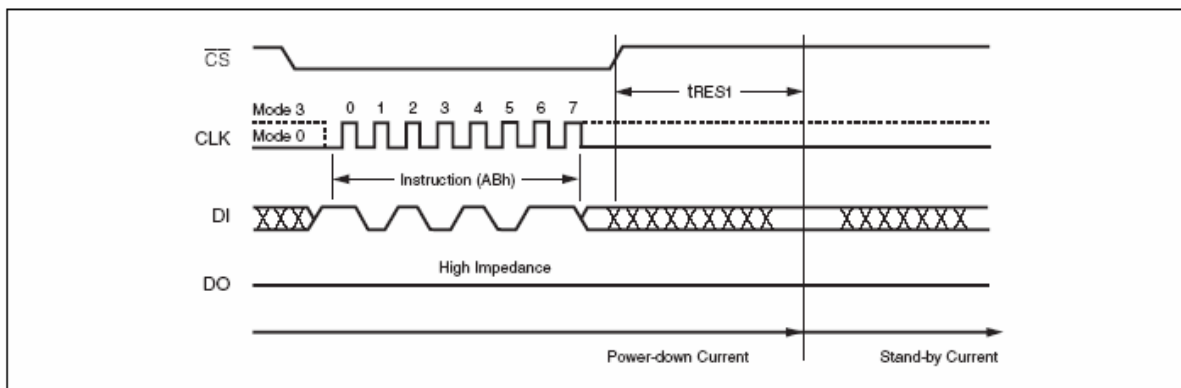 CS
tRES1
Mode 3 0 1 2 3 4 5 6 7
CLK
Mode 0
Instruction (ABh)
DI
High Impedance
DO
Power-down Current Stand-by Current